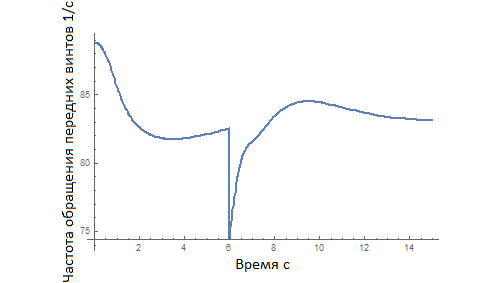 Частота обращения передних винтов 1/с
85
80
75
2 4 6 8 10 12 14
Время с